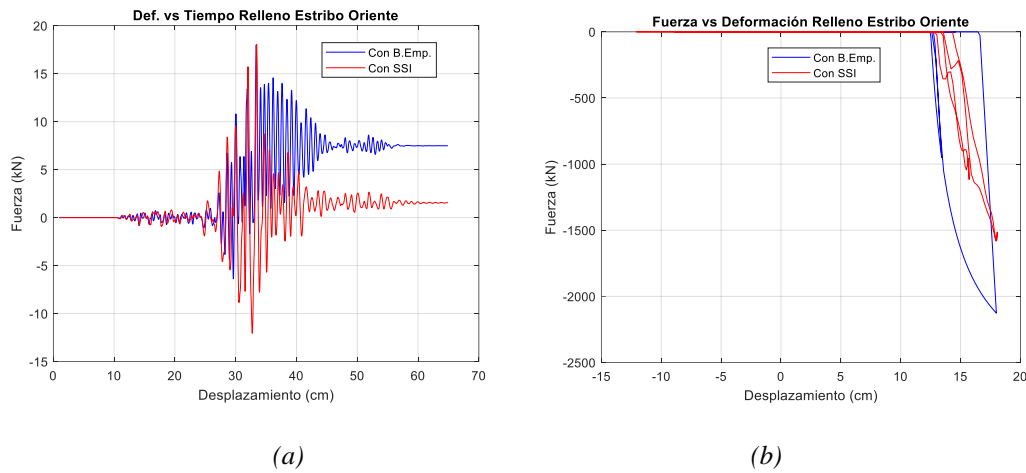 Def. vs Tiempo Relleno Estribo Oriente
20
15
10
5
0
-5
-10
-15
Fuerza (kN)
Con B.Emp.
Con SSI
0 10 20 30 40 50 60 70
Desplazamiento (cm)
(a)
Fuerza vs Deformación Relleno Estribo Oriente
0
-500
-1000
-1500
-2000
-2500
Fuerza (kN)
Con B.Emp.
Con SSI
-15 -10 -5 0 5 10 15 20
Desplazamiento (cm)
(b)